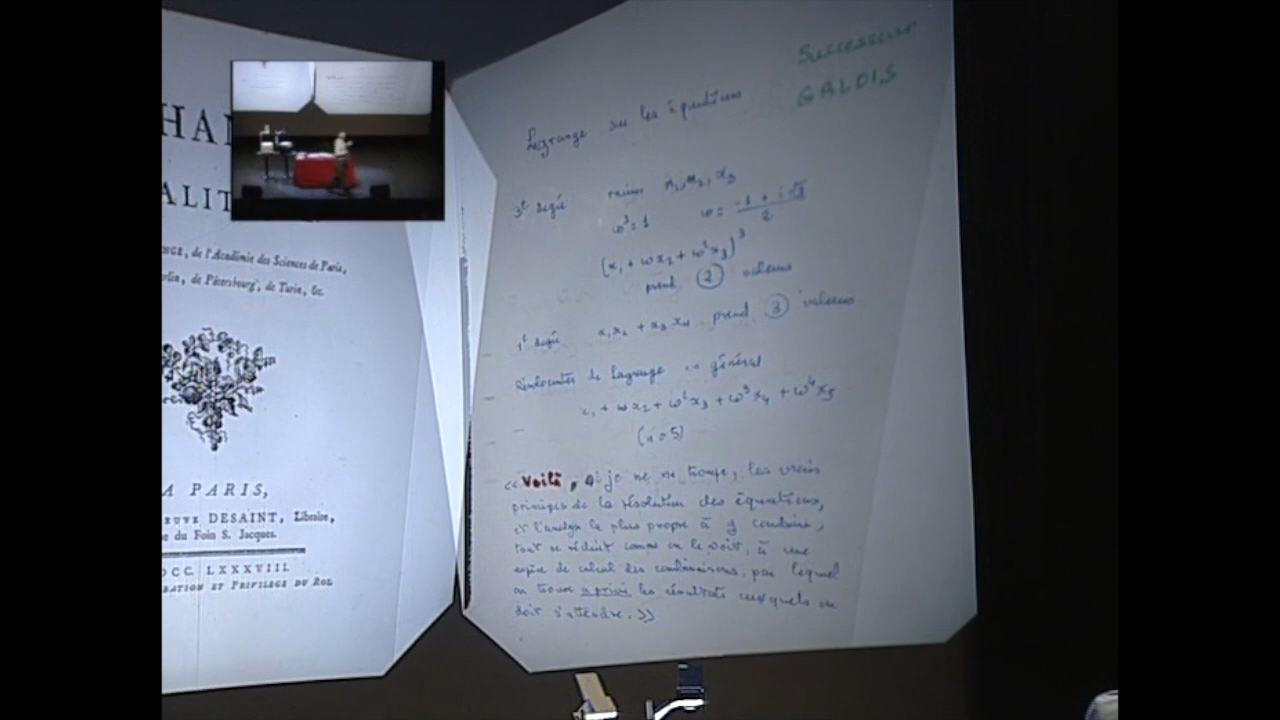 HA
ALIT
NGE, de l'Académie des Sciences de Paris,
rlin, de Pétersbourg, de Turin, &c.
A PARIS,
EUVE DESAINT, Libraire,
e du Foin S. Jacques.
DCC. LXXXVIII.
BATION ET PRIVILEGE DU ROI.
Successeur
GALOIS
Lagrange sur les équations
3e degré racines x1, x2, x3
ω³ = 1 ω = (-1 + i√3)/2
(x1 + ωx2 + ω²x3)³
prend 2 valeurs
4e degré x1x2 + x3x4 prend 3 valeurs
Résolvantes de Lagrange en général
x1 + ωx2 + ω²x3 + ω³x4 + ω⁴x5
(n=5)
<< Voilà, si je ne me trompe, les vrais
principes de la résolution des équations,
et l'analyse la plus propre à y conduire,
tout se réduit comme on le voit, à une
espèce de calcul des combinaisons, par lequel
on trouve a priori les résultats auxquels on
doit s'attendre. >>